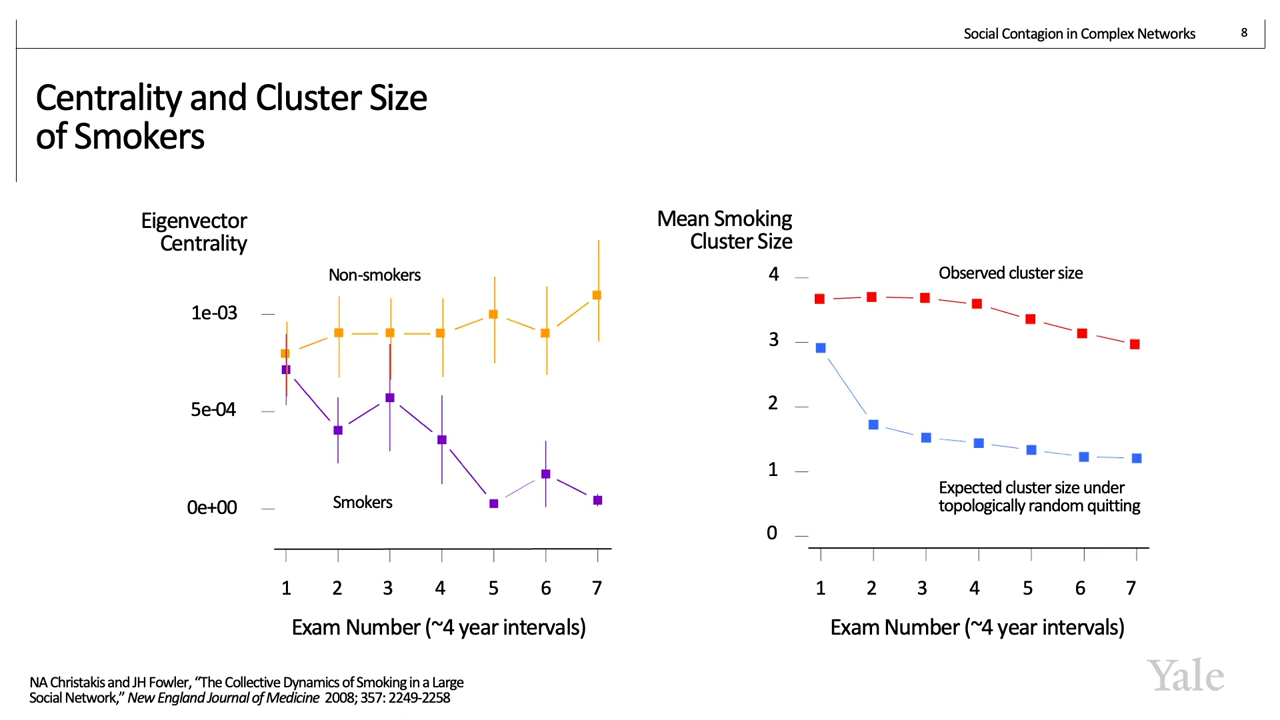 Social Contagion in Complex Networks
8
Centrality and Cluster Size
of Smokers
Eigenvector
Centrality
Non-smokers
1e-03
5e-04
0e+00
Smokers
1 2 3 4 5 6 7
Exam Number (~4 year intervals)
Mean Smoking
Cluster Size
Observed cluster size
4
3
2
1
0
Expected cluster size under
topologically random quitting
1 2 3 4 5 6 7
Exam Number (~4 year intervals)
NA Christakis and JH Fowler, “The Collective Dynamics of Smoking in a Large
Social Network,” New England Journal of Medicine 2008; 357: 2249-2258
Yale